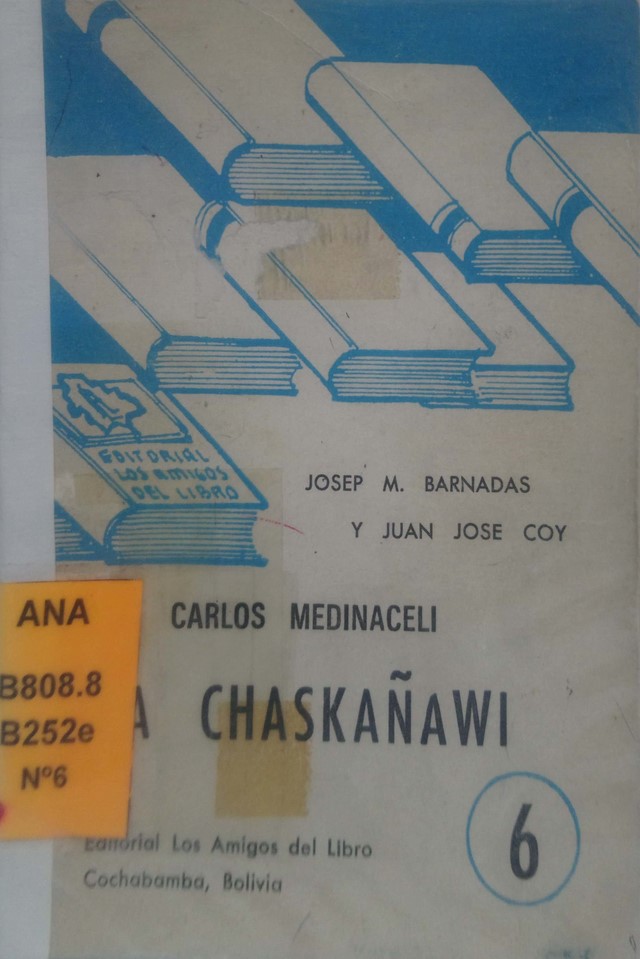 EDITORIAL
LOS AMIGOS
DEL LIBRO
JOSEP M. BARNADAS
Y JUAN JOSE COY
CARLOS MEDINACELI
A CHASKAÑAWI
ANA
B808.8
B252e
Nº6
6
Editorial Los Amigos del Libro
Cochabamba, Bolivia